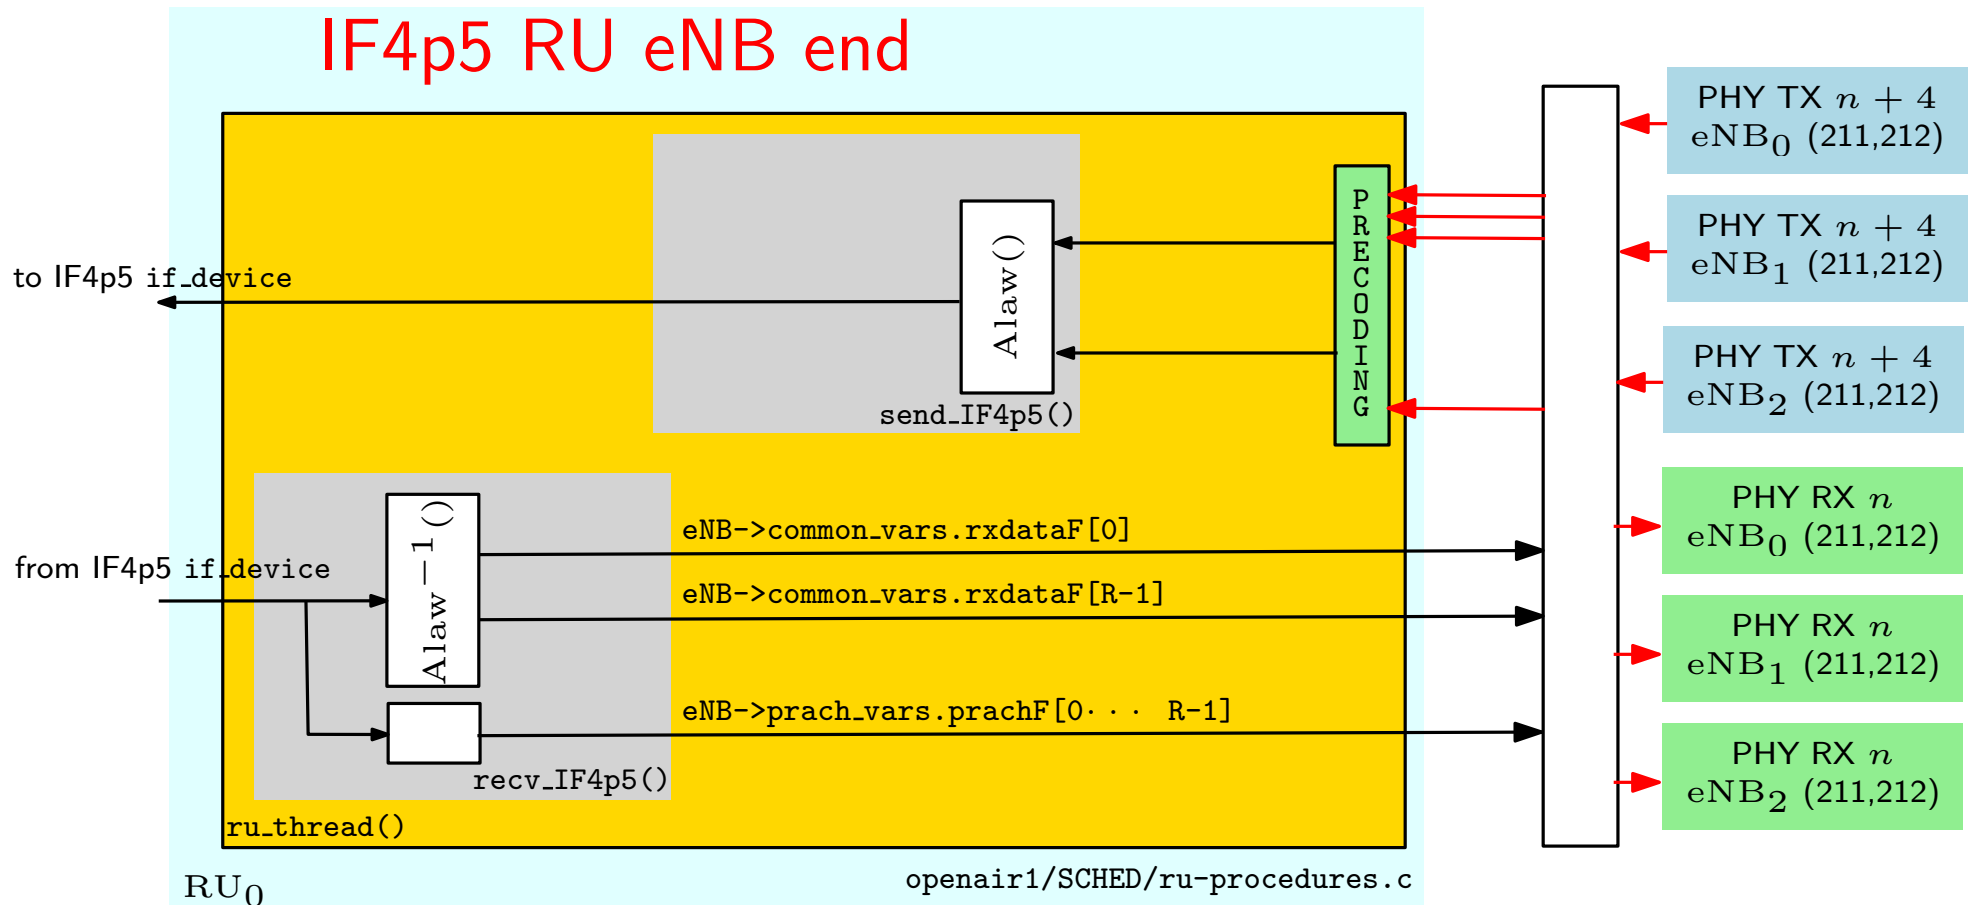 IF4p5 RU eNB end
PHY TX n + 4
eNB₀ (211,212)
PHY TX n + 4
eNB₁ (211,212)
PHY TX n + 4
eNB₂ (211,212)
PRECODING
Alaw()
to IF4p5 if_device
send_IF4p5()
PHY RX n
eNB₀ (211,212)
PHY RX n
eNB₁ (211,212)
PHY RX n
eNB₂ (211,212)
Alaw−1()
eNB->common_vars.rxdataF[0]
from IF4p5 if_device
eNB->common_vars.rxdataF[R-1]
eNB->prach_vars.prachF[0··· R-1]
recv_IF4p5()
ru_thread()
RU₀
openair1/SCHED/ru-procedures.c